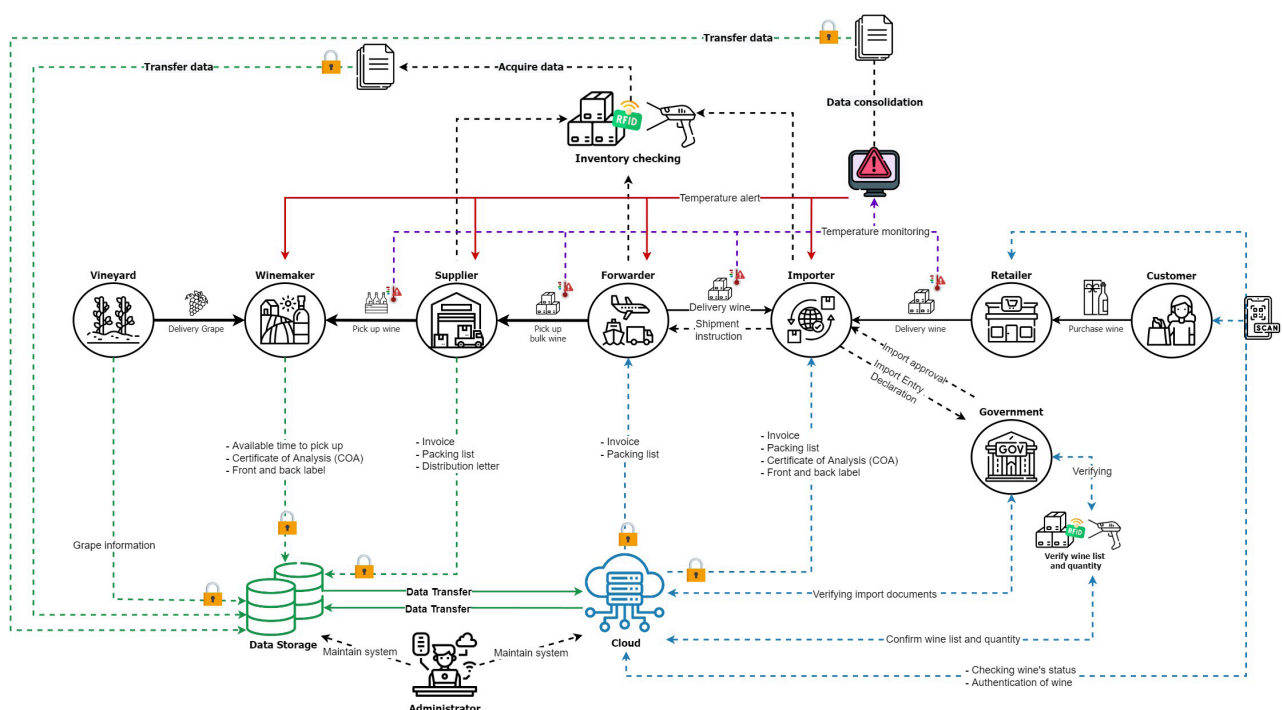 Transfer data
Transfer data
Acquire data
Data consolidation
RFID
Inventory checking
Temperature alert
Temperature monitoring
Vineyard
Winemaker
Supplier
Forwarder
Importer
Retailer
Customer
Delivery Grape
Pick up wine
Pick up
bulk wine
Delivery wine
Shipment
instruction
Delivery wine
Purchase wine
SCAN
Import approval
Import Entry
Declaration
Government
GOV
Verifying
- Available time to pick up
- Certificate of Analysis (COA)
- Front and back label
- Invoice
- Packing list
- Distribution letter
- Invoice
- Packing list
- Invoice
- Packing list
- Certificate of Analysis (COA)
- Front and back label
RFID
Verify wine list
and quantity
Grape information
Data Transfer
Data Transfer
Verifying import documents
Data Storage
Maintain system
Maintain system
Cloud
Confirm wine list and quantity
- Checking wine's status
- Authentication of wine
Administrator